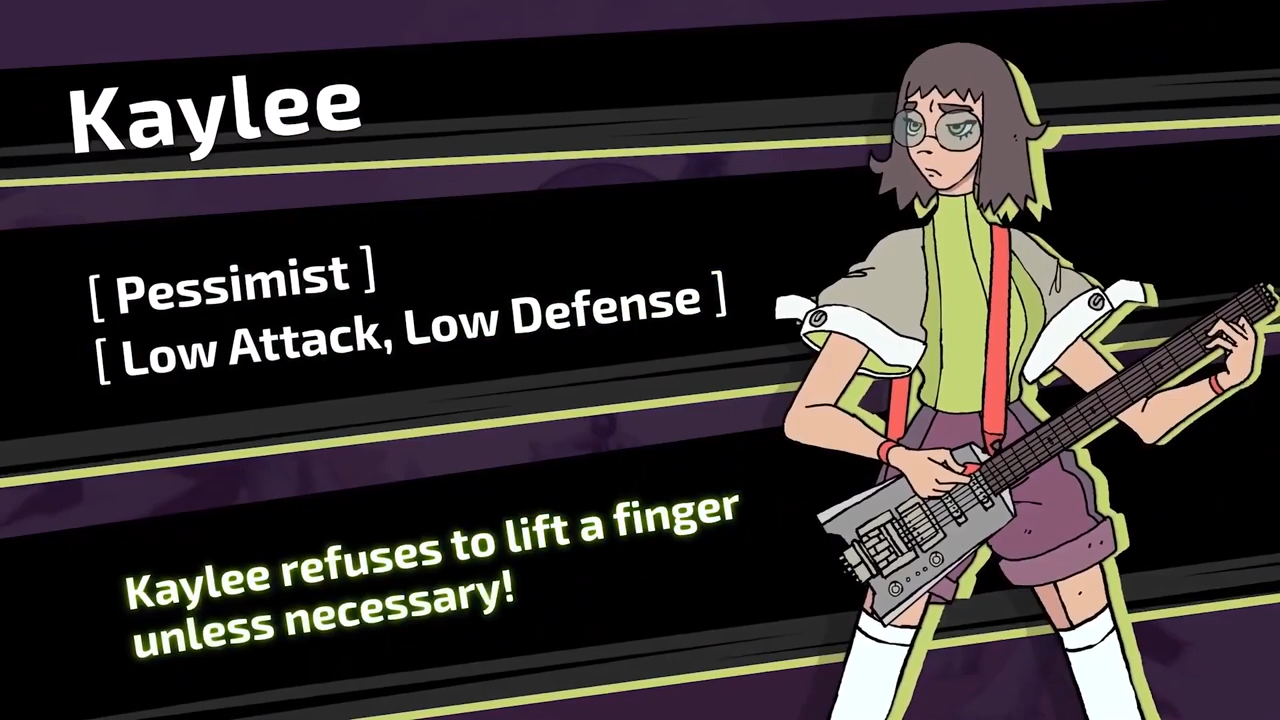 Kaylee
[ Pessimist ]
[ Low Attack, Low Defense ]
Kaylee refuses to lift a finger
unless necessary!